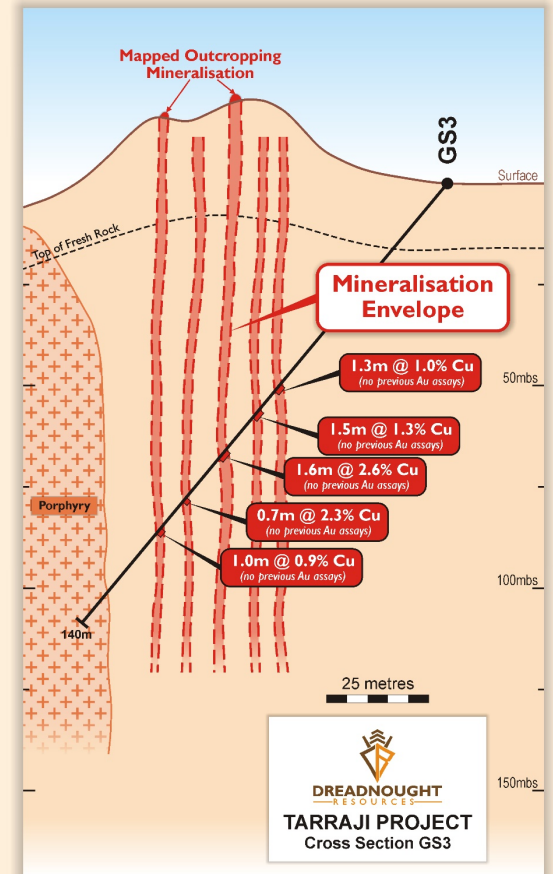 Mapped Outcropping
Mineralisation
GS3
Surface
Top of Fresh Rock
Mineralisation
Envelope
1.3m @ 1.0% Cu
(no previous Au assays)
50mbs
1.5m @ 1.3% Cu
(no previous Au assays)
1.6m @ 2.6% Cu
(no previous Au assays)
Porphyry
0.7m @ 2.3% Cu
(no previous Au assays)
1.0m @ 0.9% Cu
(no previous Au assays)
100mbs
140m
25 metres
DREADNOUGHT
RESOURCES
TARRAJI PROJECT
Cross Section GS3
150mbs